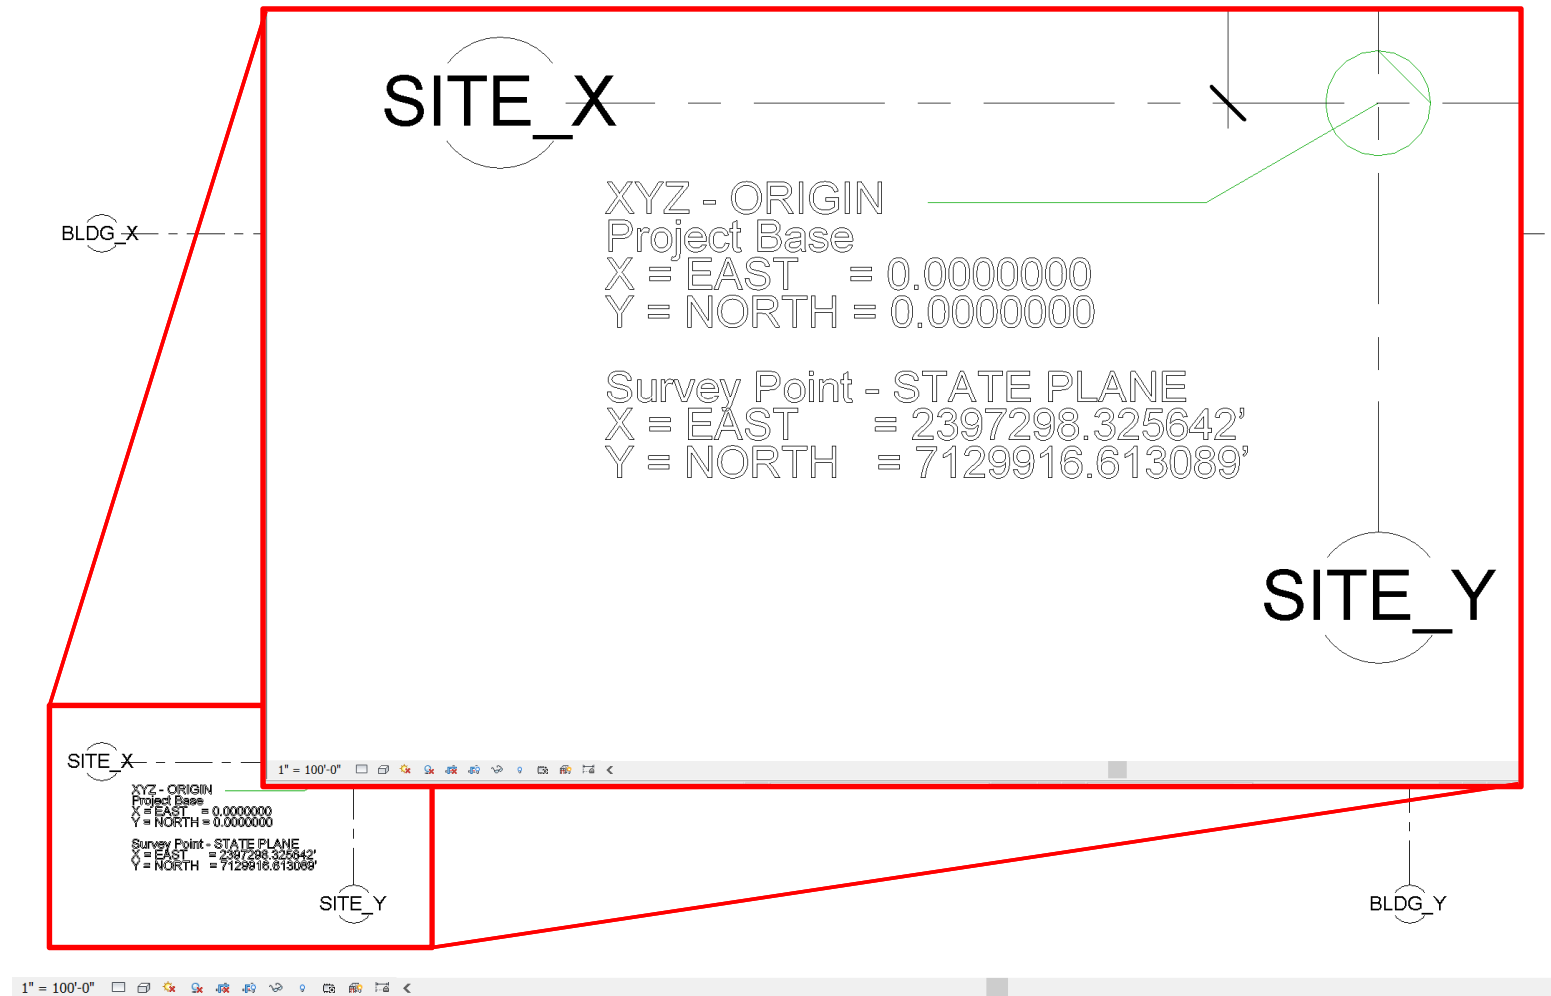 SITE_X
XYZ - ORIGIN
Project Base
X = EAST = 0.0000000
Y = NORTH = 0.0000000
Survey Point - STATE PLANE
X = EAST = 2397298.325642’
Y = NORTH = 7129916.613089’
SITE_Y
1" = 100'-0"
BLDG_X
SITE_X
XYZ - ORIGIN
Project Base
X = EAST = 0.0000000
Y = NORTH = 0.0000000
Survey Point - STATE PLANE
X = EAST = 2397298.325642’
Y = NORTH = 7129916.613089’
SITE_Y
BLDG_Y
1" = 100'-0"